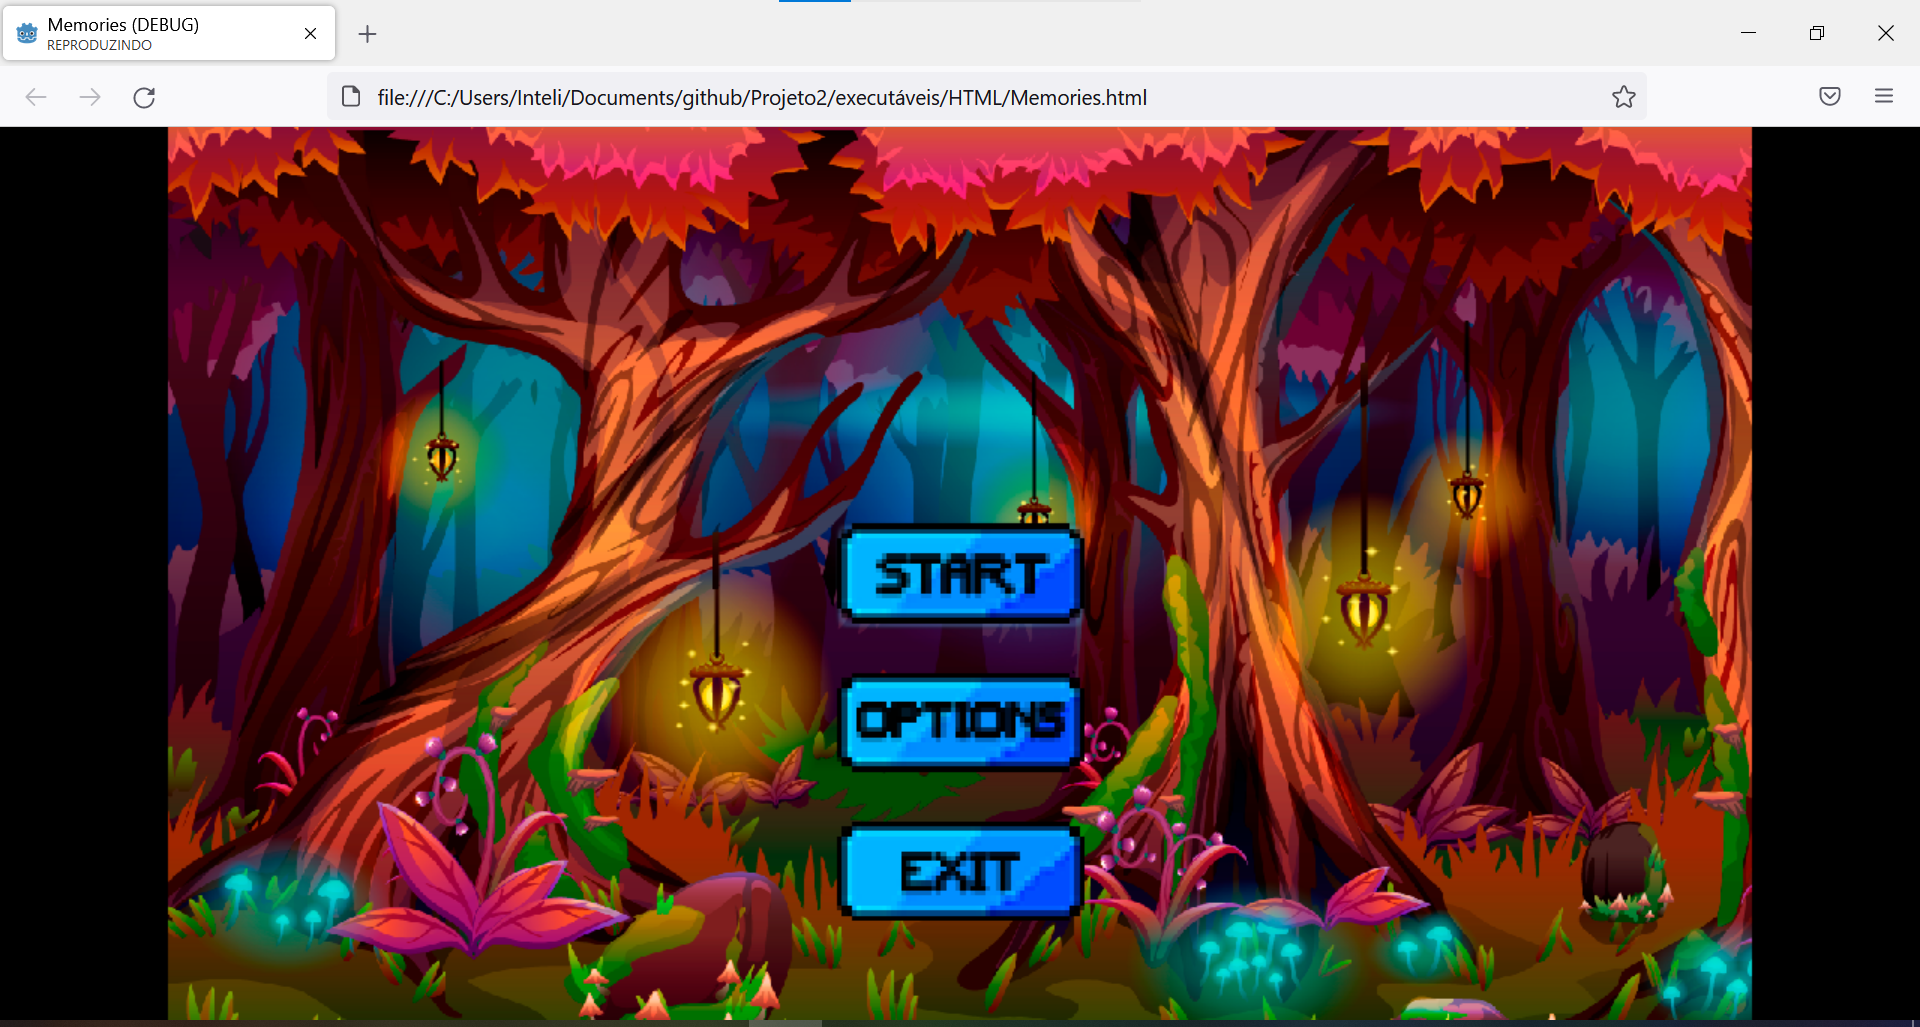 Memories (DEBUG)
REPRODUZINDO
file:///C:/Users/Inteli/Documents/github/Projeto2/executáveis/HTML/Memories.html
START
OPTIONS
EXIT